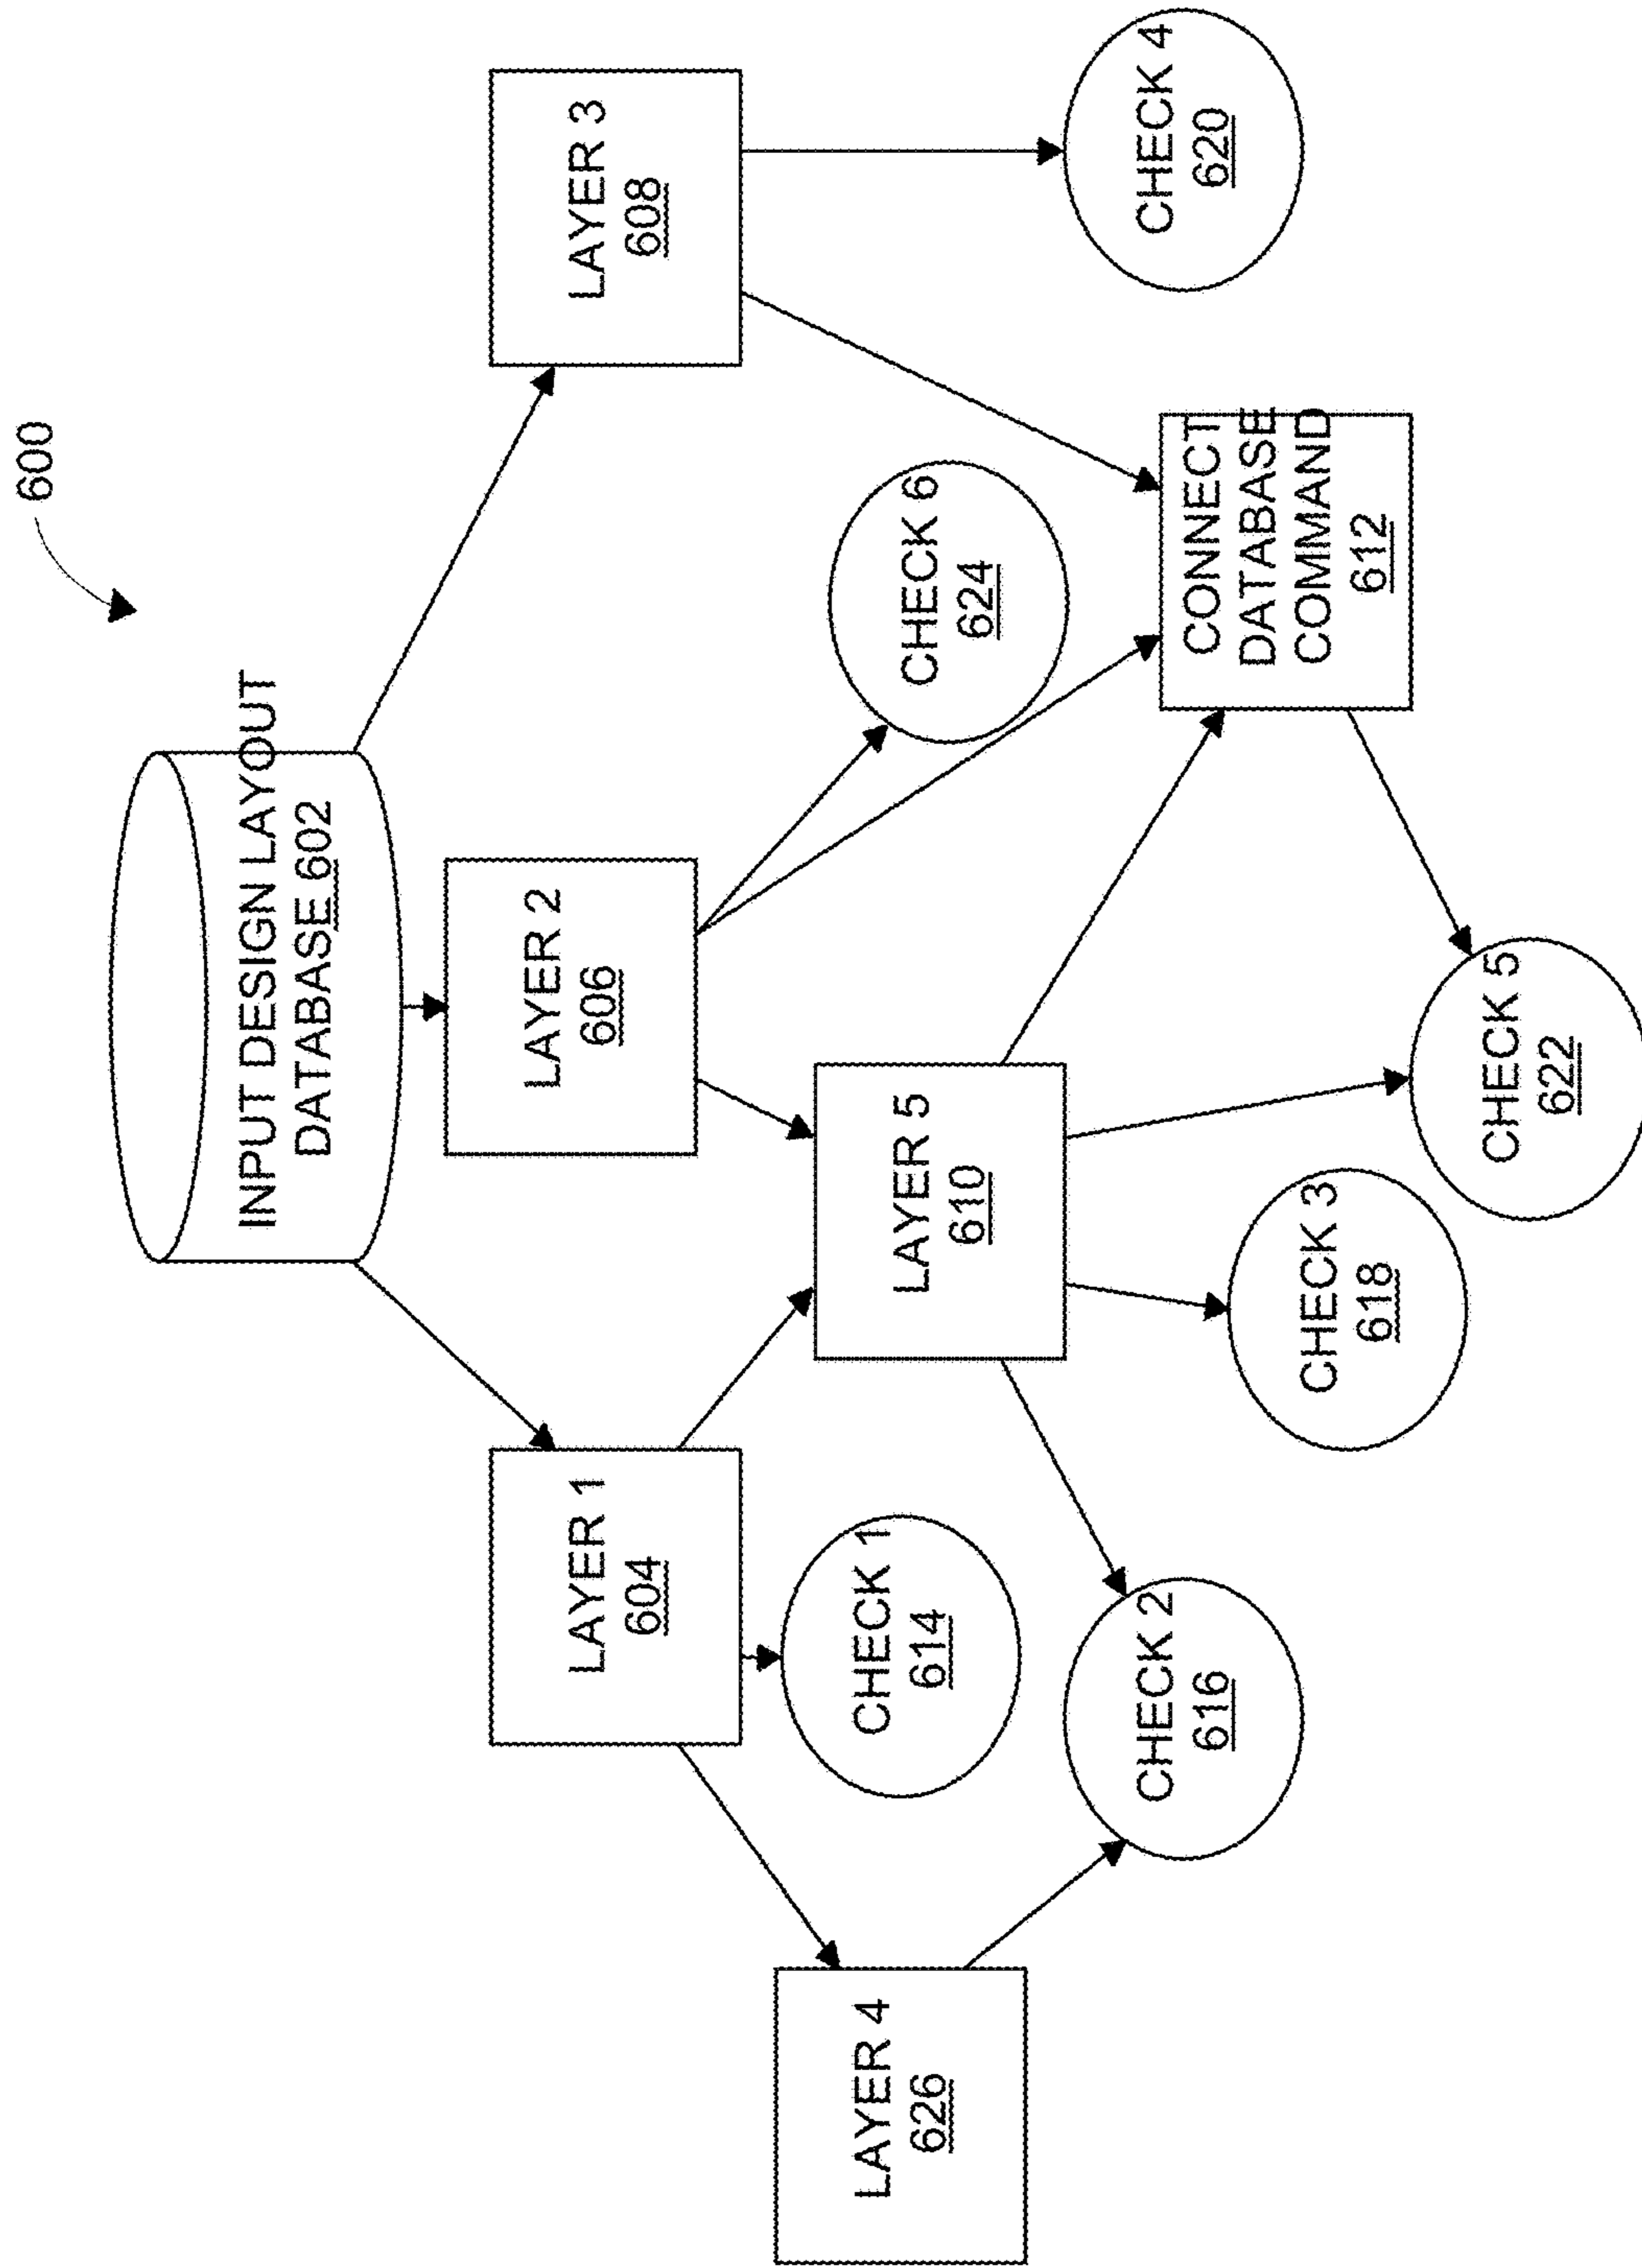 600
INPUT DESIGN LAYOUT
DATABASE 602
LAYER 1
604
LAYER 2
606
LAYER 3
608
LAYER 4
626
CHECK 1
614
LAYER 5
610
CHECK 6
624
CHECK 2
616
CHECK 3
618
CHECK 5
622
CONNECT
DATABASE
COMMAND
612
CHECK 4
620